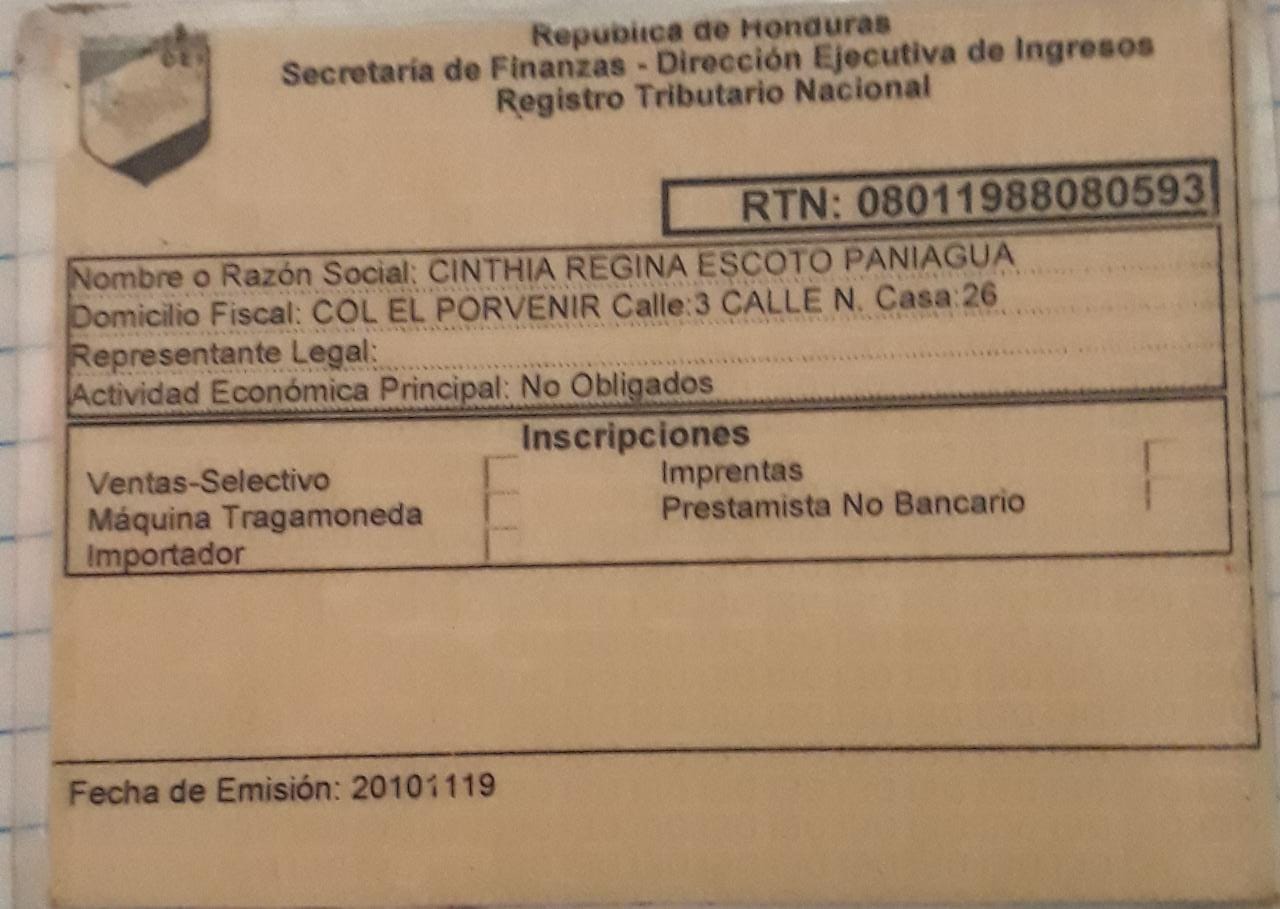 DEI
Republica de Honduras
Secretaría de Finanzas - Dirección Ejecutiva de Ingresos
Registro Tributario Nacional
RTN: 08011988080593
Nombre o Razón Social: CINTHIA REGINA ESCOTO PANIAGUA
Domicilio Fiscal: COL EL PORVENIR Calle:3 CALLE N. Casa:26
Representante Legal:
Actividad Económica Principal: No Obligados
Inscripciones
Ventas-Selectivo
Imprentas
Máquina Tragamoneda
Prestamista No Bancario
Importador
Fecha de Emisión: 20101119